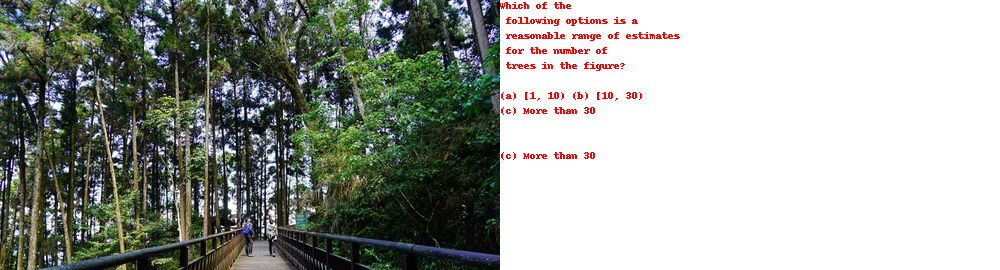 Which of the
following options is a
reasonable range of estimates
for the number of
trees in the figure?
(a) [1, 10) (b) [10, 30)
(c) More than 30
(c) More than 30